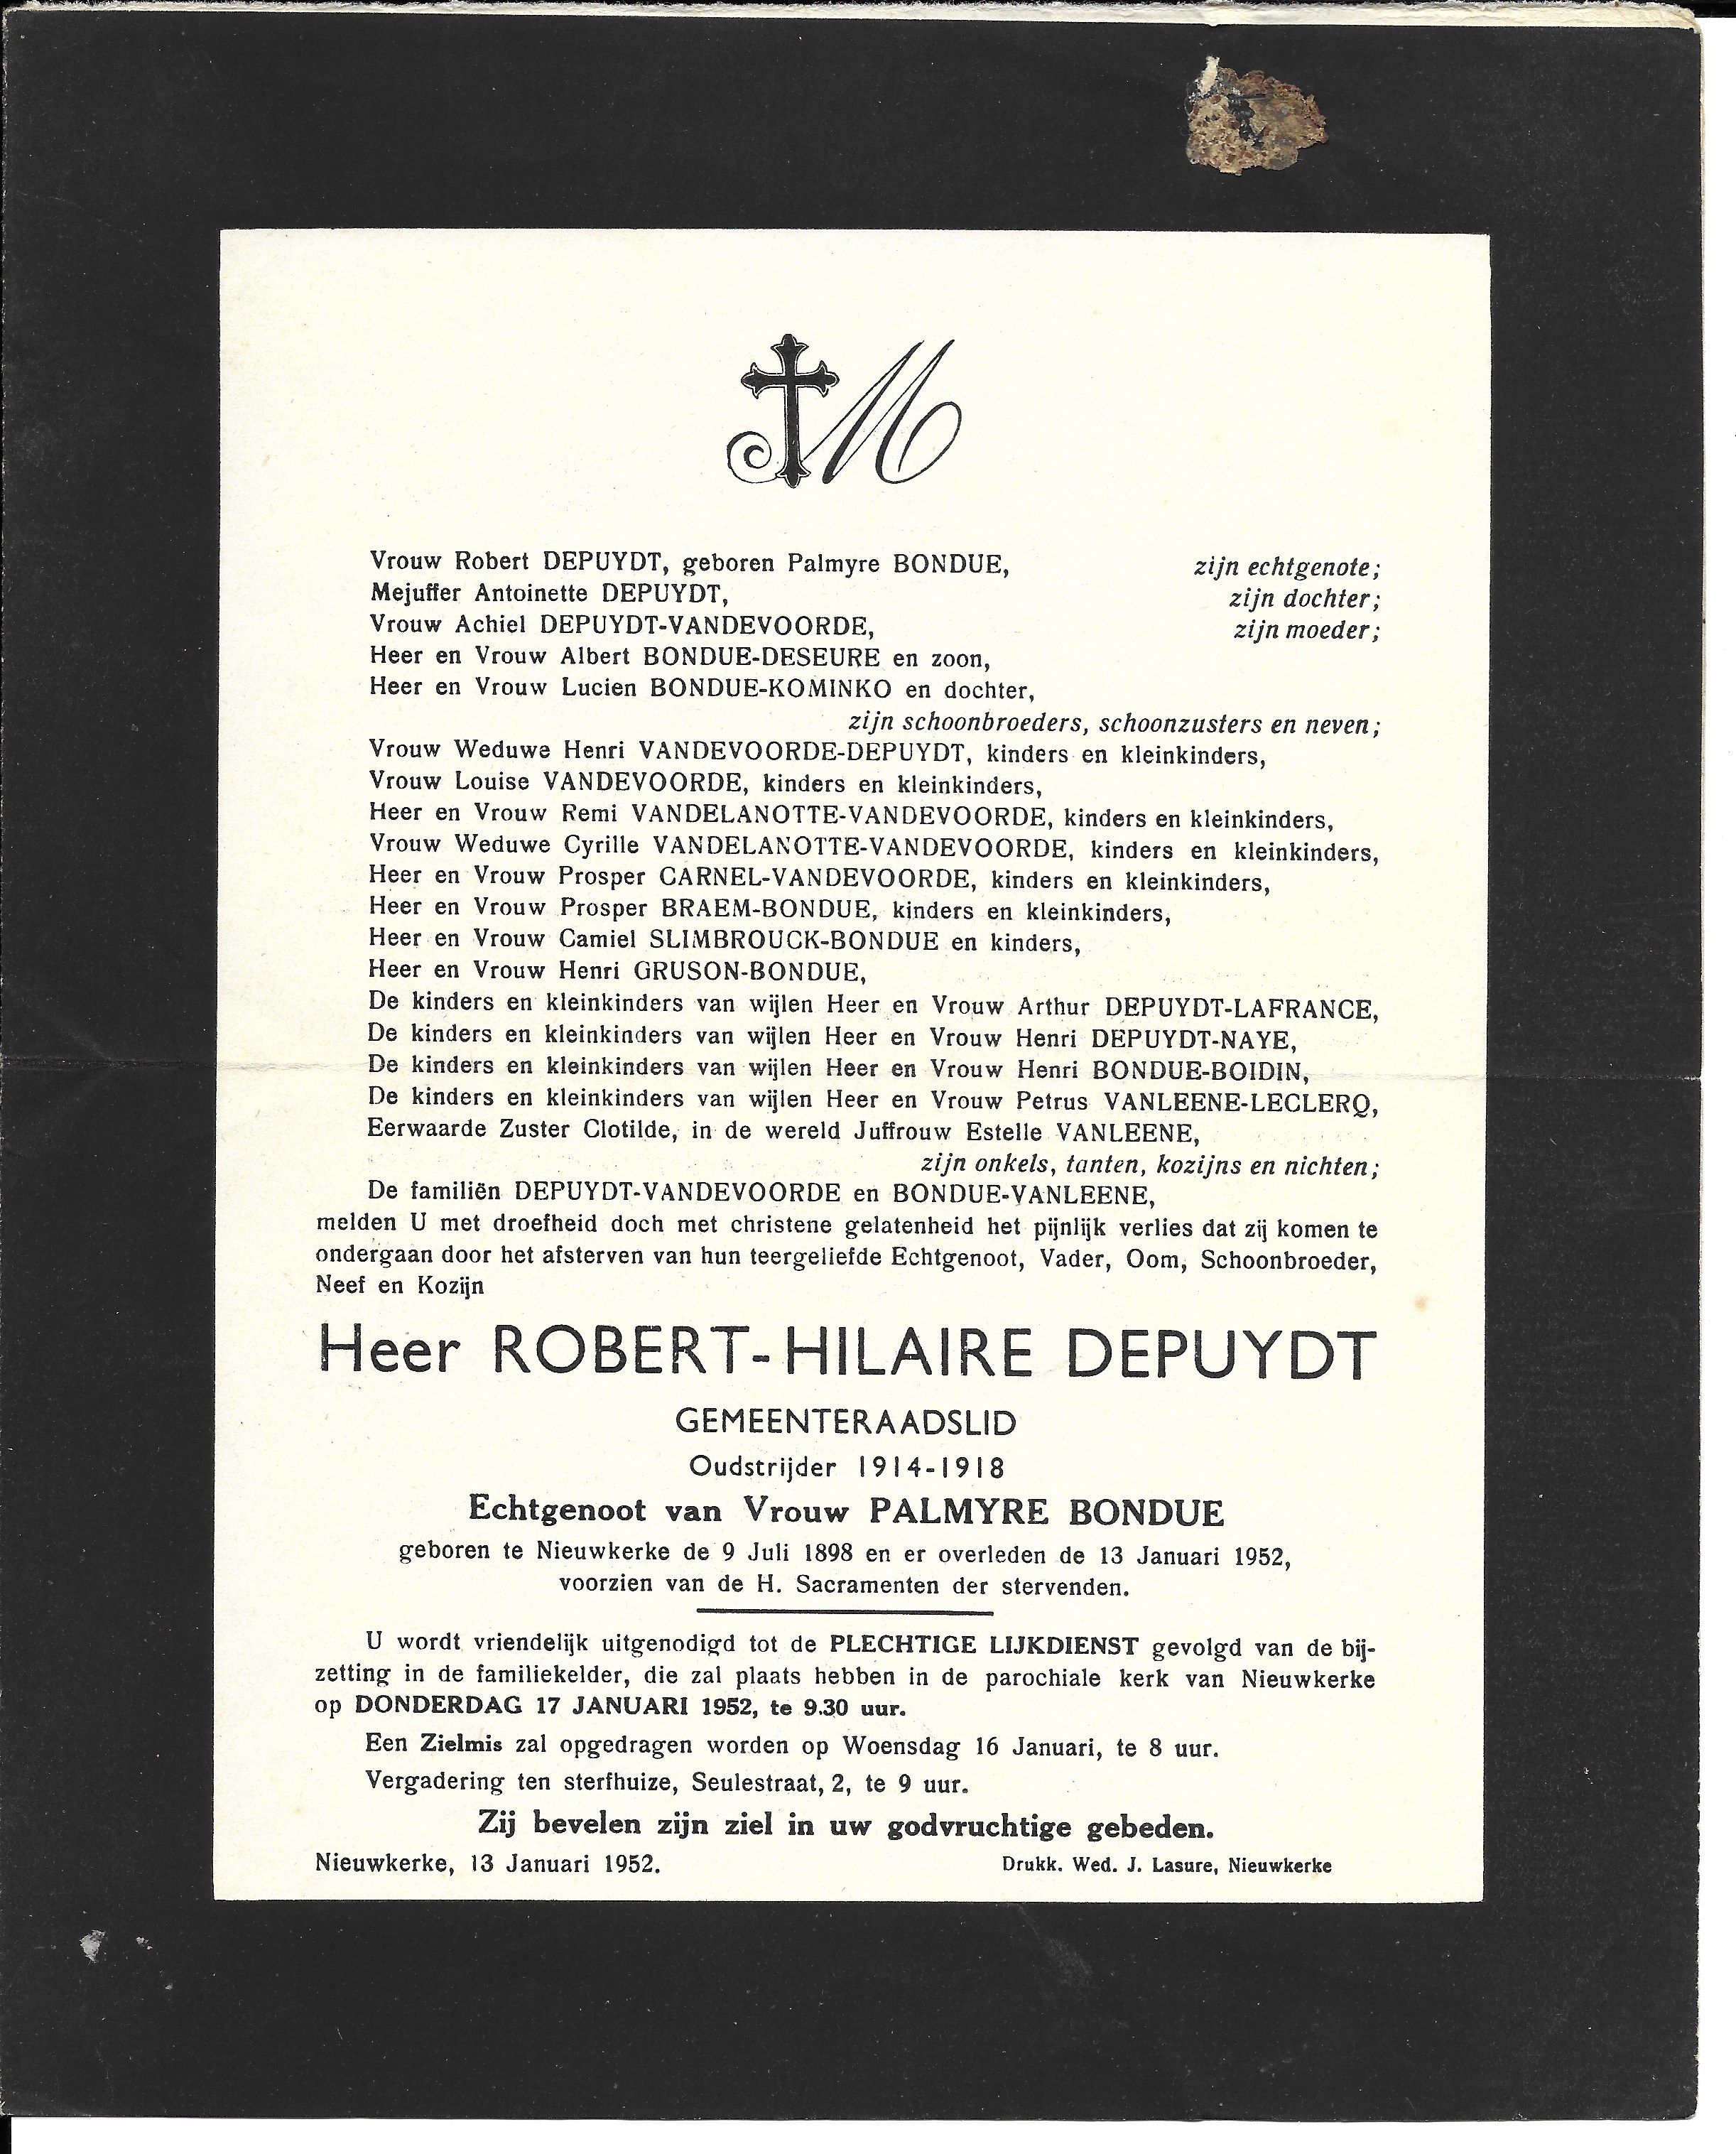 M
Vrouw Robert DEPUYDT, geboren Palmyre BONDUE, zijn echtgenote;
Mejuffer Antoinette DEPUYDT, zijn dochter;
Vrouw Achiel DEPUYDT-VANDEVOORDE, zijn moeder;
Heer en Vrouw Albert BONDUE-DESEURE en zoon,
Heer en Vrouw Lucien BONDUE-KOMINKO en dochter,
zijn schoonbroeders, schoonzusters en neven;
Vrouw Weduwe Henri VANDEVOORDE-DEPUYDT, kinders en kleinkinders,
Vrouw Louise VANDEVOORDE, kinders en kleinkinders,
Heer en Vrouw Remi VANDELANOTTE-VANDEVOORDE, kinders en kleinkinders,
Vrouw Weduwe Cyrille VANDELANOTTE-VANDEVOORDE, kinders en kleinkinders,
Heer en Vrouw Prosper CARNEL-VANDEVOORDE, kinders en kleinkinders,
Heer en Vrouw Prosper BRAEM-BONDUE, kinders en kleinkinders,
Heer en Vrouw Camiel SLIMBROUCK-BONDUE en kinders,
Heer en Vrouw Henri GRUSON-BONDUE,
De kinders en kleinkinders van wijlen Heer en Vrouw Arthur DEPUYDT-LAFRANCE,
De kinders en kleinkinders van wijlen Heer en Vrouw Henri DEPUYDT-NAYE,
De kinders en kleinkinders van wijlen Heer en Vrouw Henri BONDUE-BOIDIN,
De kinders en kleinkinders van wijlen Heer en Vrouw Petrus VANLEENE-LECLERQ,
Eerwaarde Zuster Clotilde, in de wereld Juffrouw Estelle VANLEENE,
zijn onkels, tanten, kozijns en nichten;
De familiën DEPUYDT-VANDEVOORDE en BONDUE-VANLEENE,
melden U met droefheid doch met christene gelatenheid het pijnlijk verlies dat zij komen te
ondergaan door het afsterven van hun teergeliefde Echtgenoot, Vader, Oom, Schoonbroeder,
Neef en Kozijn
Heer ROBERT-HILAIRE DEPUYDT
GEMEENTERAADSLID
Oudstrijder 1914-1918
Echtgenoot van Vrouw PALMYRE BONDUE
geboren te Nieuwkerke de 9 Juli 1898 en er overleden de 13 Januari 1952,
voorzien van de H. Sacramenten der stervenden.
U wordt vriendelijk uitgenodigd tot de PLECHTIGE LIJKDIENST gevolgd van de bij-
zetting in de familiekelder, die zal plaats hebben in de parochiale kerk van Nieuwkerke
op DONDERDAG 17 JANUARI 1952, te 9.30 uur.
Een Zielmis zal opgedragen worden op Woensdag 16 Januari, te 8 uur.
Vergadering ten sterfhuize, Seulestraat, 2, te 9 uur.
Zij bevelen zijn ziel in uw godvruchtige gebeden.
Nieuwkerke, 13 Januari 1952. Drukk. Wed. J. Lasure, Nieuwkerke